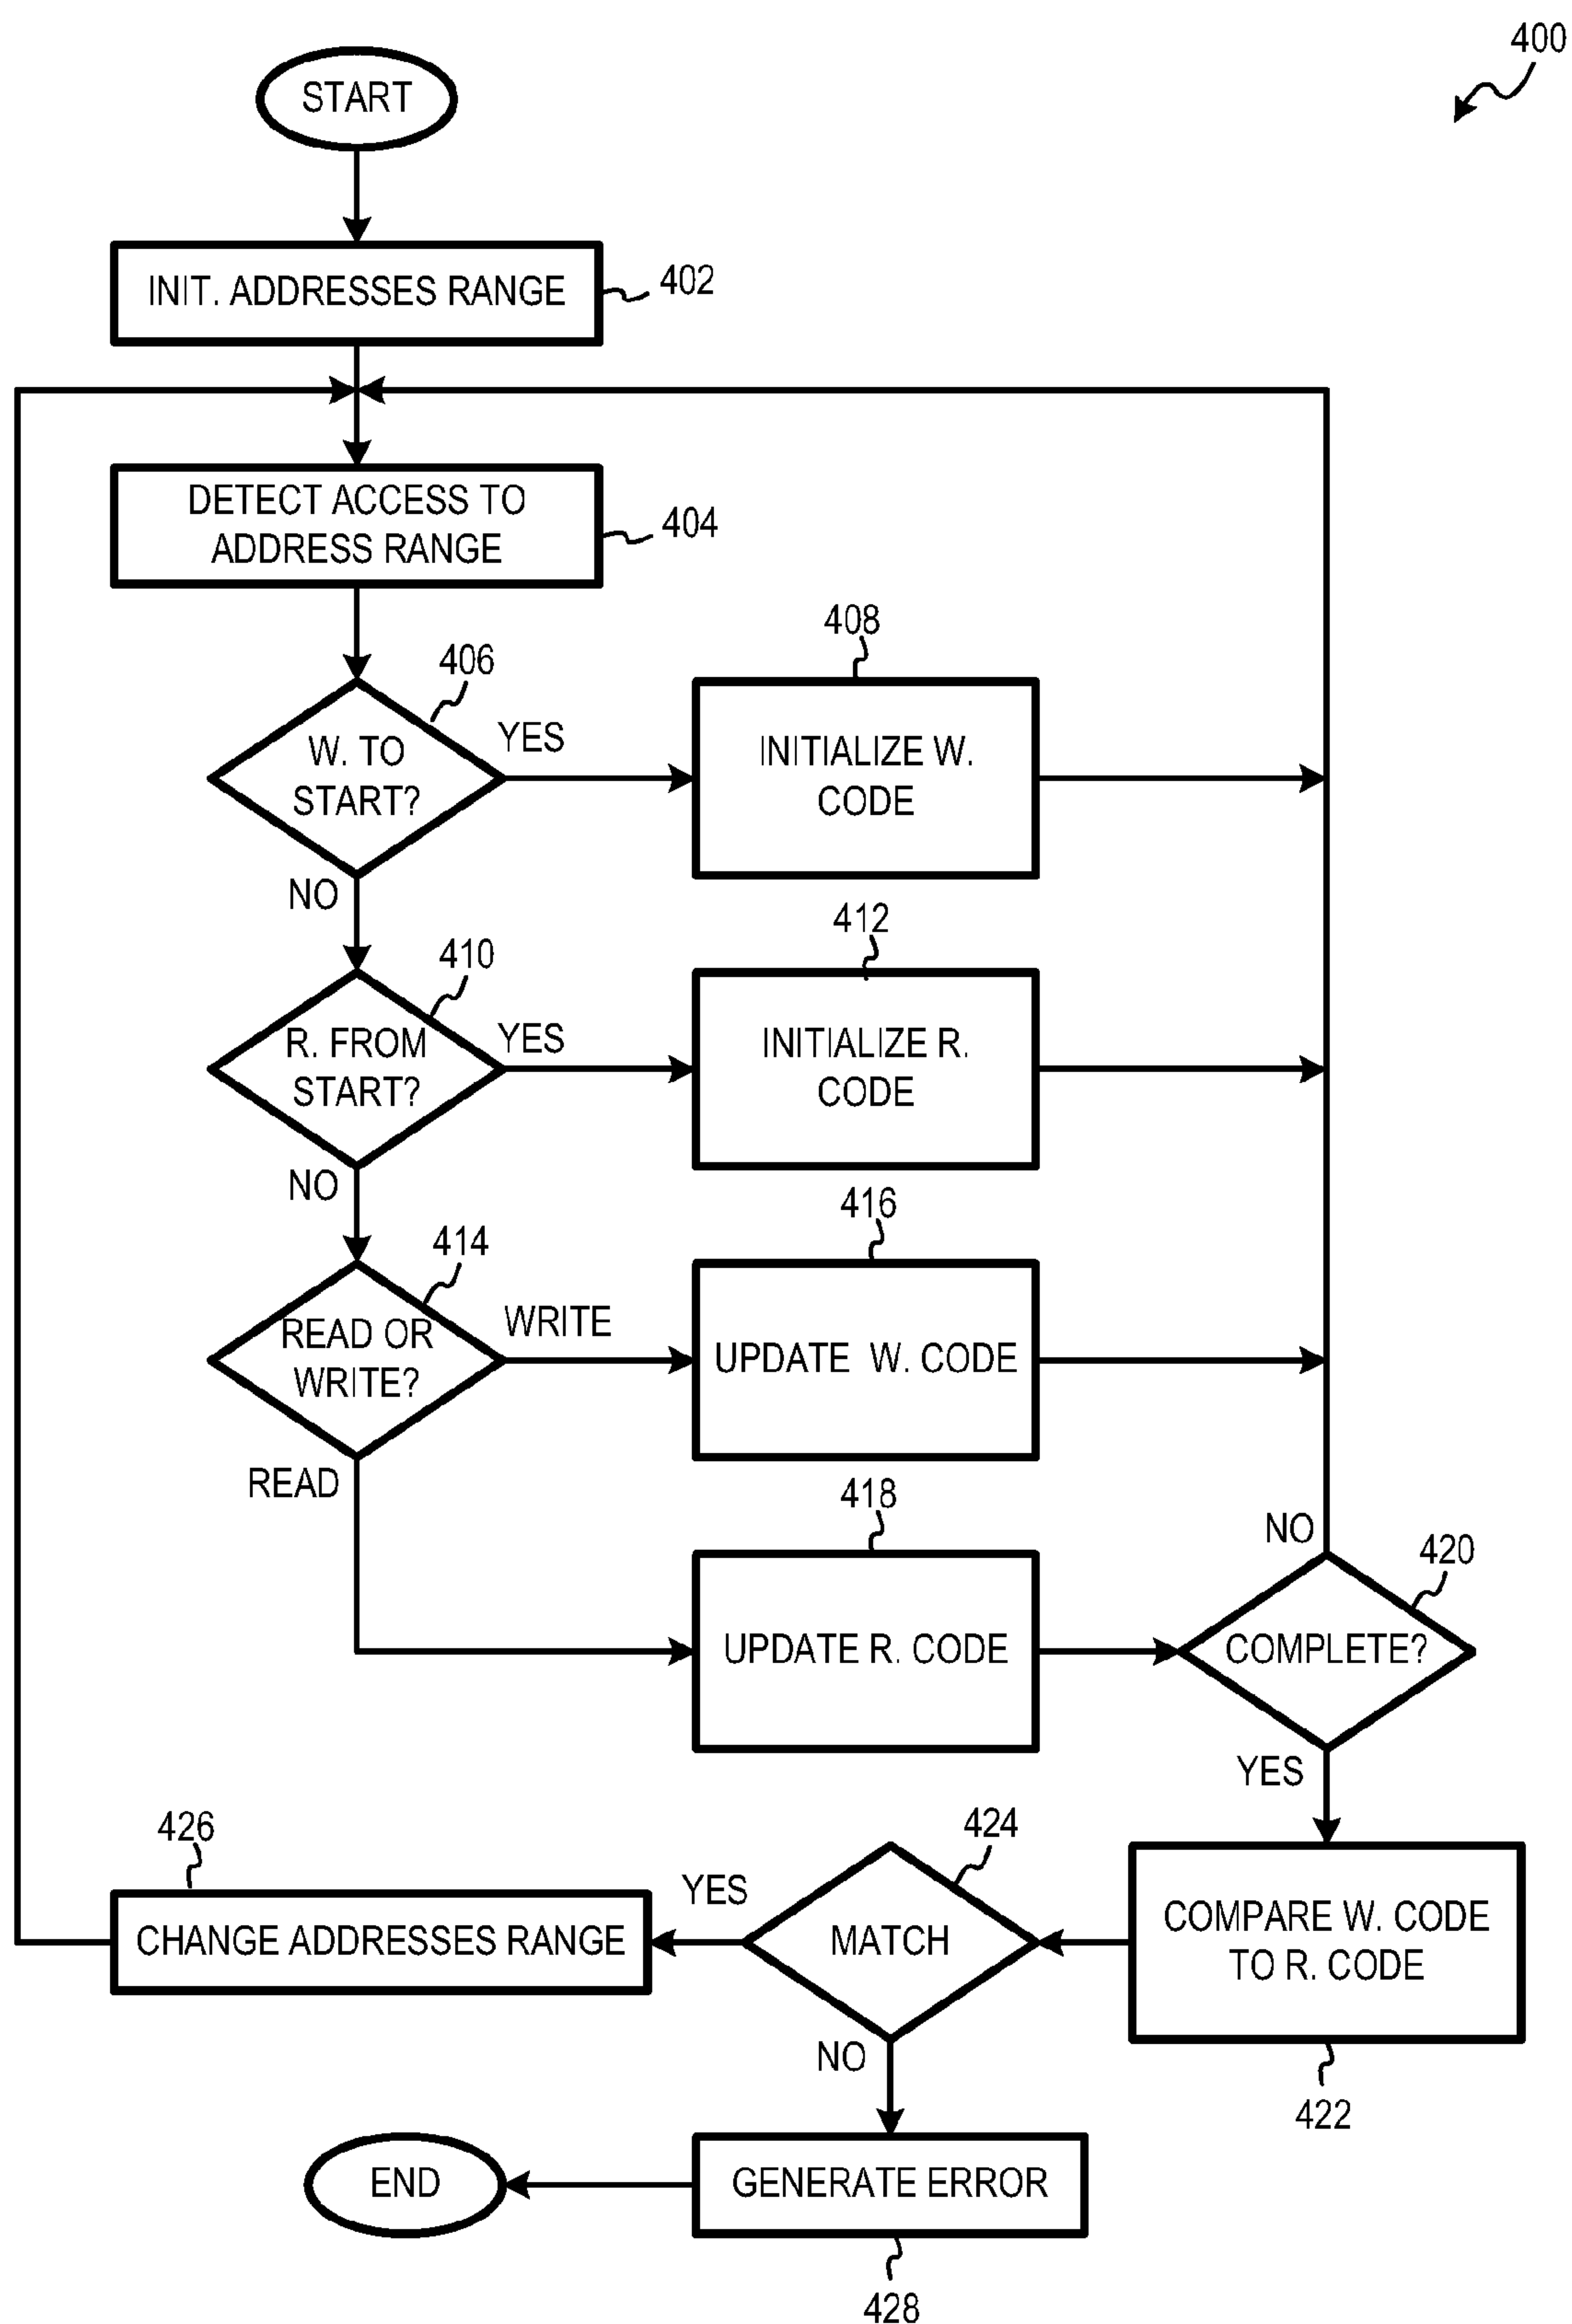 400
START
INIT. ADDRESSES RANGE
402
DETECT ACCESS TO
ADDRESS RANGE
404
406
W. TO
START?
YES
NO
408
INITIALIZE W.
CODE
410
R. FROM
START?
YES
NO
412
INITIALIZE R.
CODE
414
READ OR
WRITE?
WRITE
READ
416
UPDATE W. CODE
418
UPDATE R. CODE
NO
420
COMPLETE?
YES
COMPARE W. CODE
TO R. CODE
422
424
MATCH
YES
NO
426
CHANGE ADDRESSES RANGE
GENERATE ERROR
428
END